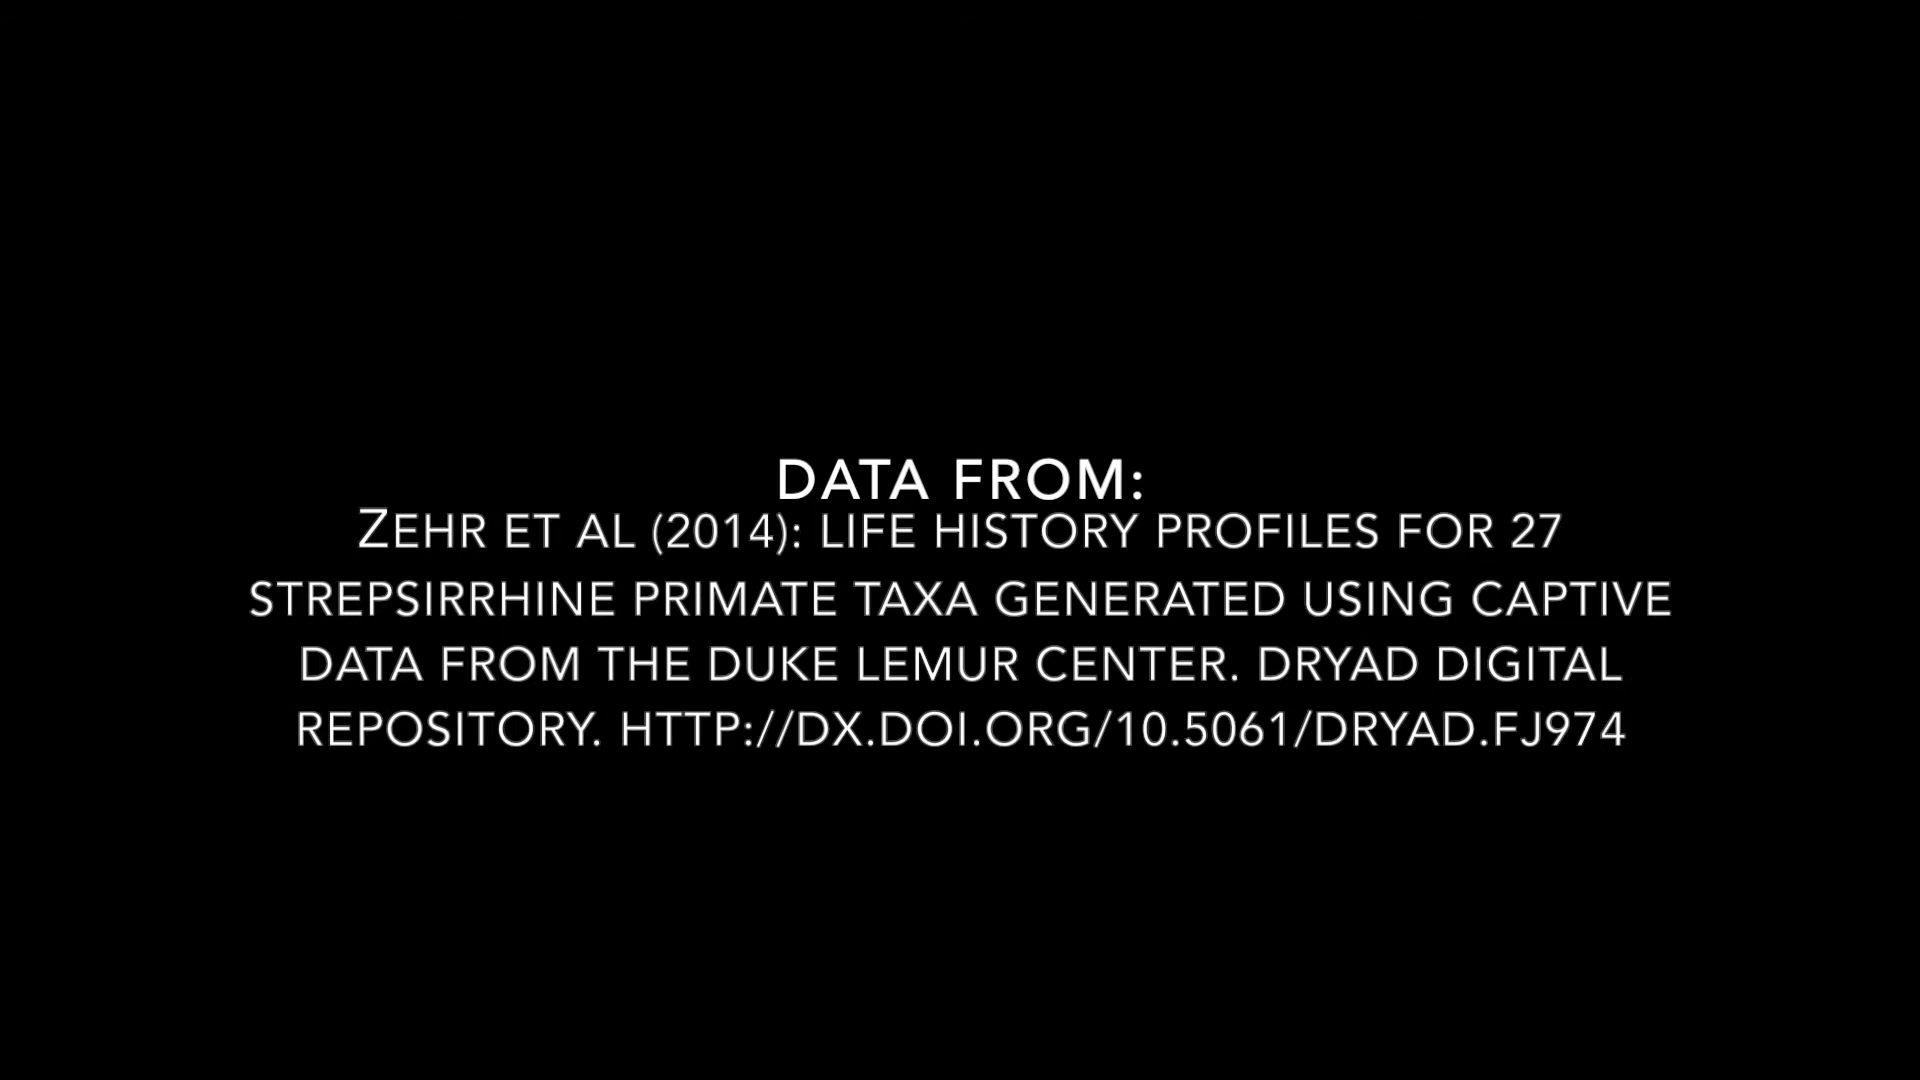 DATA FROM:
ZEHR ET AL (2014): LIFE HISTORY PROFILES FOR 27
STREPSIRRHINE PRIMATE TAXA GENERATED USING CAPTIVE
DATA FROM THE DUKE LEMUR CENTER. DRYAD DIGITAL
REPOSITORY. HTTP://DX.DOI.ORG/10.5061/DRYAD.FJ974